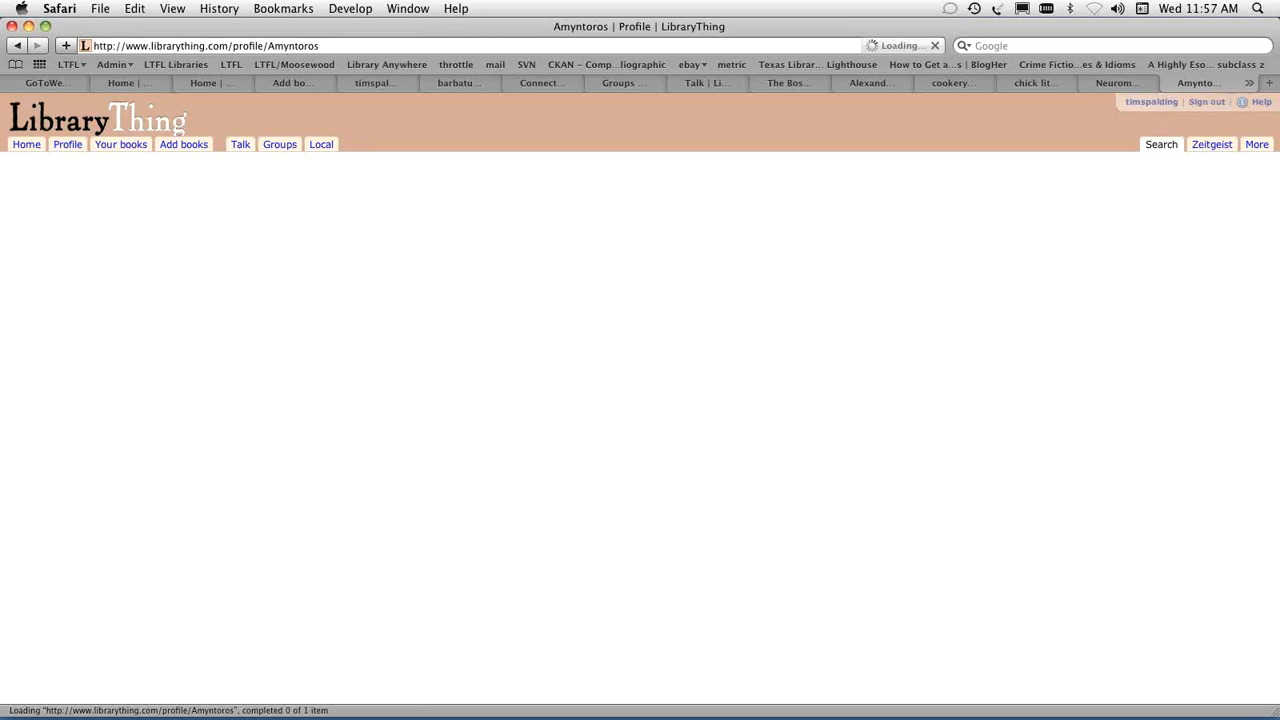 Safari File Edit View History Bookmarks Develop Window Help Wed 11:57 AM
Amyntoros | Profile | LibraryThing
http://www.librarything.com/profile/Amyntoros Loading... Google
LTFL Admin LTFL Libraries LTFL LTFL/Moosewood Library Anywhere throttle mail SVN CKAN - Comp...liographic ebay metric Texas Librar... Lighthouse How to Get a...s | BlogHer Crime Fictio...es & Idioms A Highly Eso... subclass z
GoToWe... Home | ... Home | ... Add bo... timspal... barbatu... Connect... Groups ... Talk | Li... The Bos... Alexand... cookery... chick lit... Neurom... Amynto... »
LibraryThing
timspalding | Sign out | Help
Home Profile Your books Add books Talk Groups Local Search Zeitgeist More
Loading "http://www.librarything.com/profile/Amyntoros", completed 0 of 1 item